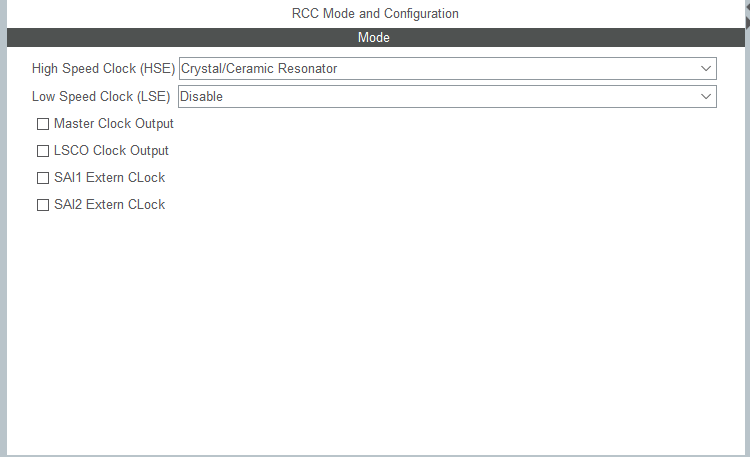 RCC Mode and Configuration
Mode
High Speed Clock (HSE) Crystal/Ceramic Resonator
Low Speed Clock (LSE) Disable
Master Clock Output
LSCO Clock Output
SAI1 Extern CLock
SAI2 Extern CLock